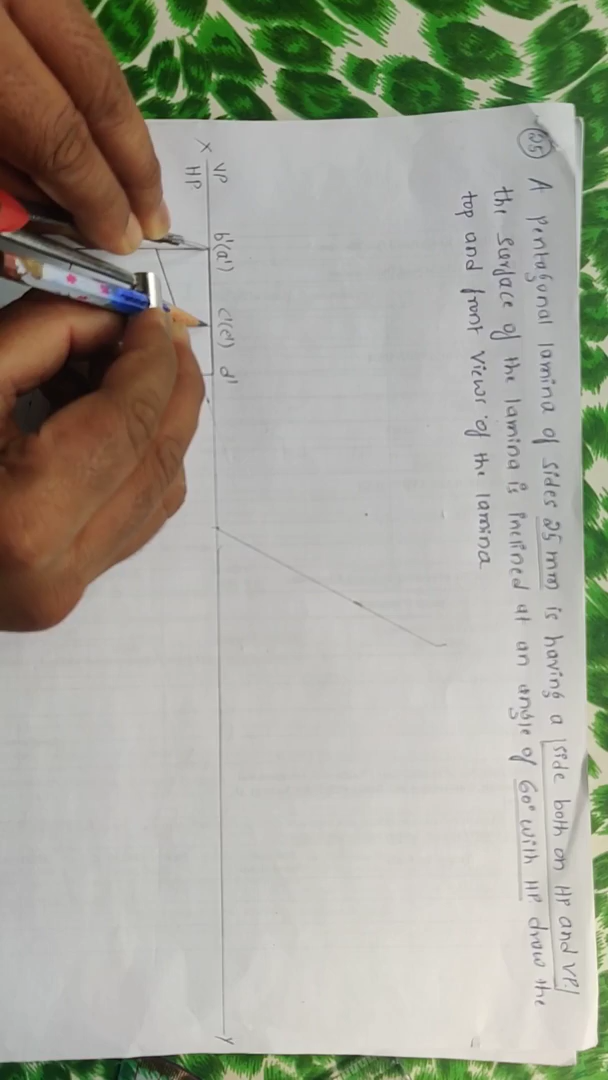 Q5 A pentagonal lamina of sides 25 mm is having a side both on HP and VP.
the surface of the lamina is inclined at an angle of 60° with HP. draw the
top and front views of the lamina
VP
X
HP
b'(a') c'(e') d'
Y